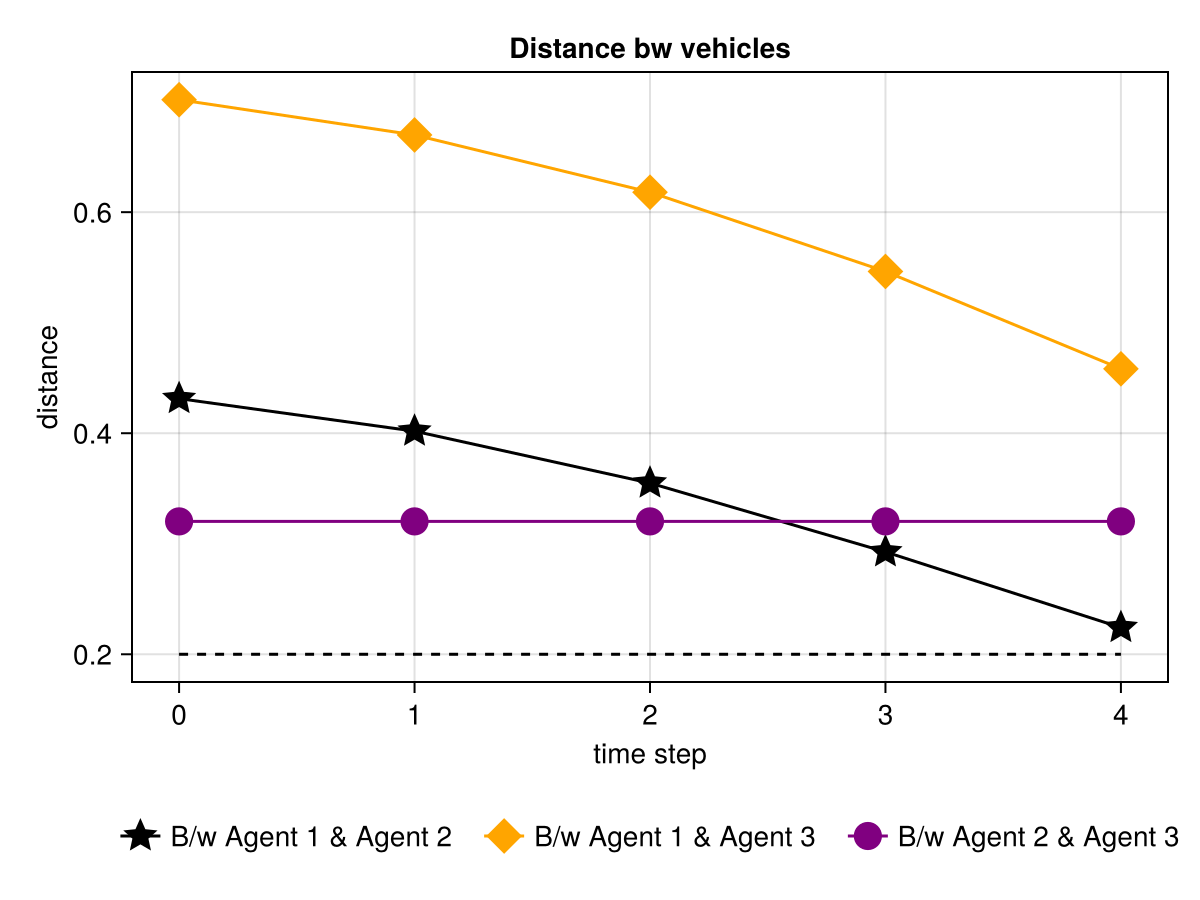 Distance bw vehicles
distance
0.6
0.4
0.2
0 1 2 3 4
time step
B/w Agent 1 & Agent 2 B/w Agent 1 & Agent 3 B/w Agent 2 & Agent 3